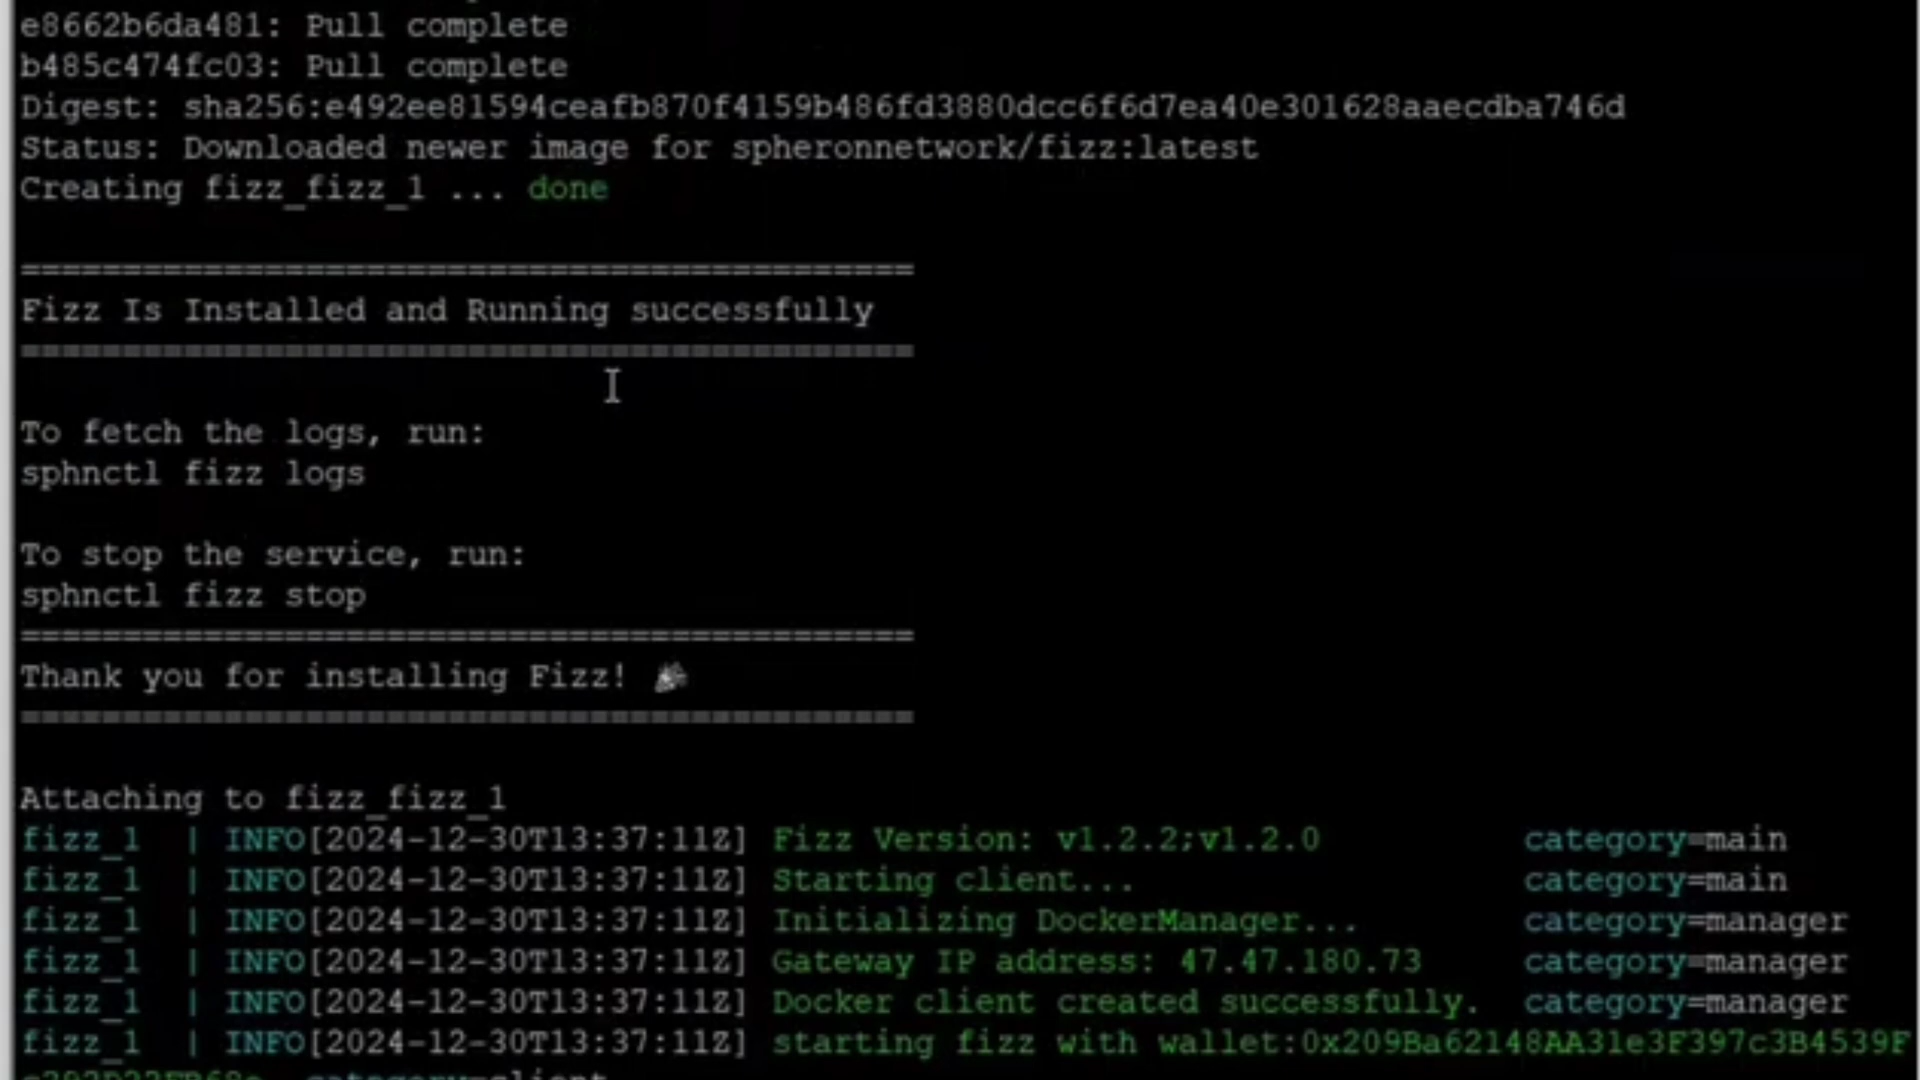 e8662b6da481: Pull complete
b485c474fc03: Pull complete
Digest: sha256:e492ee81594ceafb870f4159b486fd3880dcc6f6d7ea40e301628aaecdba746d
Status: Downloaded newer image for spheronnetwork/fizz:latest
Creating fizz_fizz_1 ... done
============================================
Fizz Is Installed and Running successfully
============================================
To fetch the logs, run:
sphnctl fizz logs
To stop the service, run:
sphnctl fizz stop
============================================
Thank you for installing Fizz! 🎉
============================================
Attaching to fizz_fizz_1
fizz_1  | INFO[2024-12-30T13:37:11Z] Fizz Version: v1.2.2;v1.2.0 category=main
fizz_1  | INFO[2024-12-30T13:37:11Z] Starting client... category=main
fizz_1  | INFO[2024-12-30T13:37:11Z] Initializing DockerManager... category=manager
fizz_1  | INFO[2024-12-30T13:37:11Z] Gateway IP address: 47.47.180.73 category=manager
fizz_1  | INFO[2024-12-30T13:37:11Z] Docker client created successfully. category=manager
fizz_1  | INFO[2024-12-30T13:37:11Z] starting fizz with wallet:0x209Ba62148AA31e3F397c3B4539F
category=client